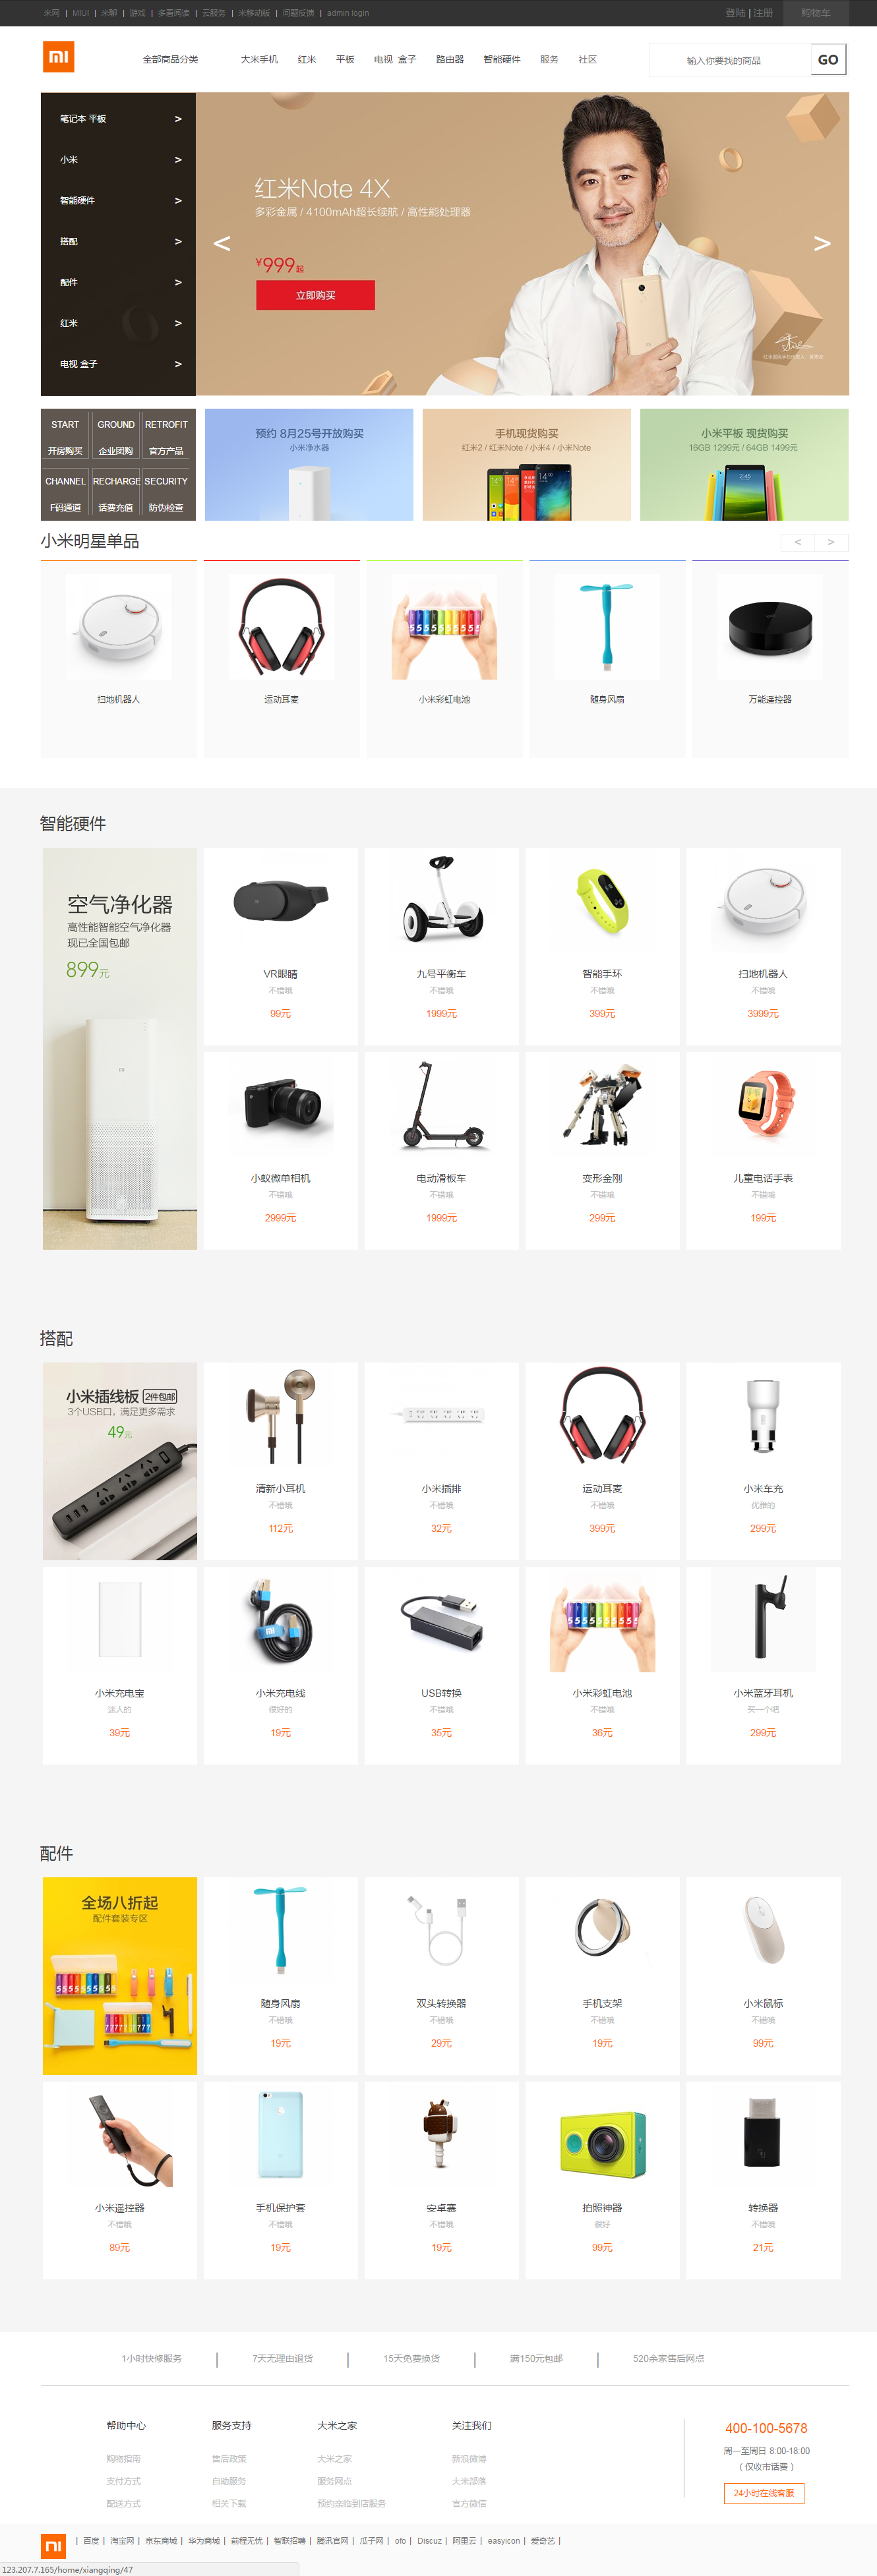 米网 | MIUI | 米聊 | 游戏 | 多看阅读 | 云服务 | 米移动版 | 问题反馈 | admin login
登陆 | 注册 购物车
全部商品分类 大米手机 红米 平板 电视 盒子 路由器 智能硬件 服务 社区
输入你要找的商品 GO
笔记本 平板 >
小米 >
智能硬件 >
搭配 >
配件 >
红米 >
电视 盒子 >
红米Note 4X
多彩金属 / 4100mAh超长续航 / 高性能处理器
¥999起
立即购买
< >
START GROUND RETROFIT
开房购买 企业团购 官方产品
CHANNEL RECHARGE SECURITY
F码通道 话费充值 防伪检查
预约 8月25号开放购买
小米净水器
手机现货购买
红米2 / 红米Note / 小米4 / 小米Note
小米平板 现货购买
16GB 1299元 / 64GB 1499元
小米明星单品
< >
扫地机器人 运动耳麦 小米彩虹电池 随身风扇 万能遥控器
智能硬件
空气净化器
高性能智能空气净化器
现已全国包邮
899元
VR眼睛 九号平衡车 智能手环 扫地机器人
不错哦 不错哦 不错哦 不错哦
99元 1999元 399元 3999元
小蚁微单相机 电动滑板车 变形金刚 儿童电话手表
不错哦 不错哦 不错哦 不错哦
2999元 1999元 299元 199元
搭配
小米插线板 2件包邮
3个USB口，满足更多需求
49元
清新小耳机 小米插排 运动耳麦 小米车充
不错哦 不错哦 不错哦 优雅的
112元 32元 399元 299元
小米充电宝 小米充电线 USB转换 小米彩虹电池 小米蓝牙耳机
迷人的 很好的 不错哦 不错哦 买一个吧
39元 19元 35元 36元 299元
配件
全场八折起
配件套装专区
随身风扇 双头转换器 手机支架 小米鼠标
不错哦 不错哦 不错哦 不错哦
19元 29元 19元 99元
小米遥控器 手机保护套 安卓赛 拍照神器 转换器
不错哦 不错哦 不错哦 很好 不错哦
89元 19元 19元 99元 21元
1小时快修服务 7天无理由退货 15天免费换货 满150元包邮 520余家售后网点
帮助中心 服务支持 大米之家 关注我们
购物指南 售后政策 大米之家 新浪微博
支付方式 自助服务 服务网点 大米部落
配送方式 相关下载 预约亲临到店服务 官方微信
400-100-5678
周一至周日 8:00-18:00
（仅收市话费）
24小时在线客服
| 百度 | 淘宝网 | 京东商城 | 华为商城 | 前程无忧 | 智联招聘 | 腾讯官网 | 瓜子网 | ofo | Discuz | 阿里云 | easyicon | 爱奇艺 |
123.207.7.165/home/xiangqing/47